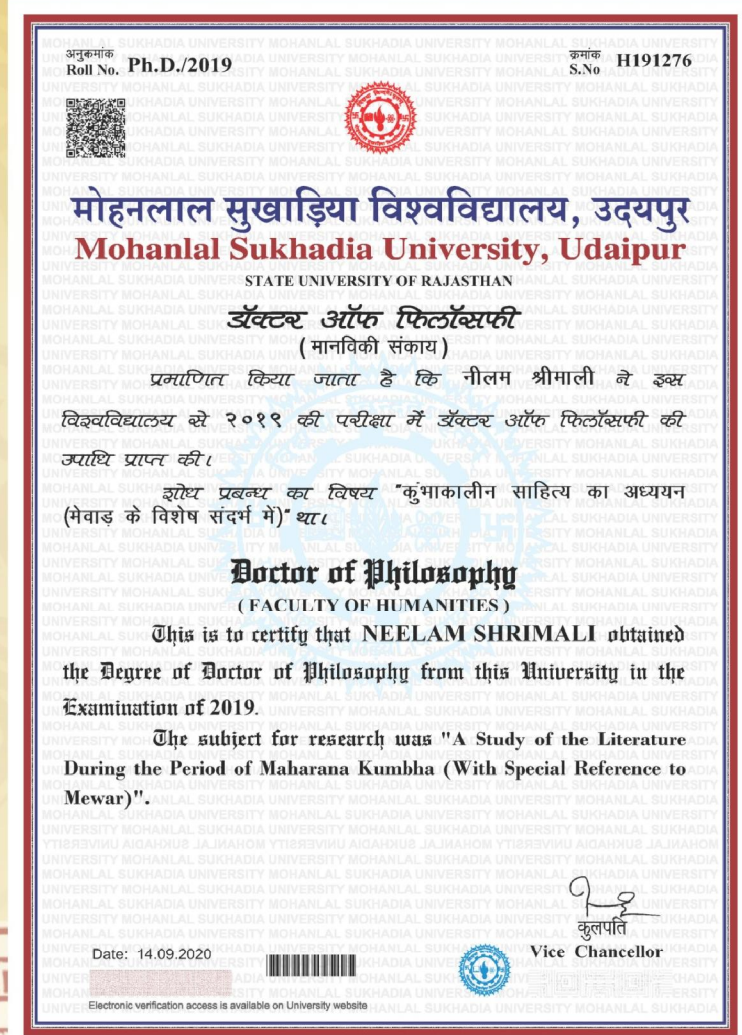 अनुक्रमांक
Roll No. Ph.D./2019
क्रमांक
S.No H191276
मोहनलाल सुखाड़िया विश्वविद्यालय, उदयपुर
Mohanlal Sukhadia University, Udaipur
STATE UNIVERSITY OF RAJASTHAN
डॉक्टर ऑफ फिलॉसफी
(मानविकी संकाय)
प्रमाणित किया जाता है कि नीलम श्रीमाली ने इस
विश्वविद्यालय से २०१९ की परीक्षा में डॉक्टर ऑफ फिलॉसफी की
उपाधि प्राप्त की।
शोध प्रबन्ध का विषय "कुंभाकालीन साहित्य का अध्ययन
(मेवाड़ के विशेष संदर्भ में)" था।
Doctor of Philosophy
( FACULTY OF HUMANITIES )
This is to certify that NEELAM SHRIMALI obtained
the Degree of Doctor of Philosophy from this University in the
Examination of 2019.
The subject for research was "A Study of the Literature
During the Period of Maharana Kumbha (With Special Reference to
Mewar)".
कुलपति
Vice Chancellor
Date: 14.09.2020
Electronic verification access is available on University website